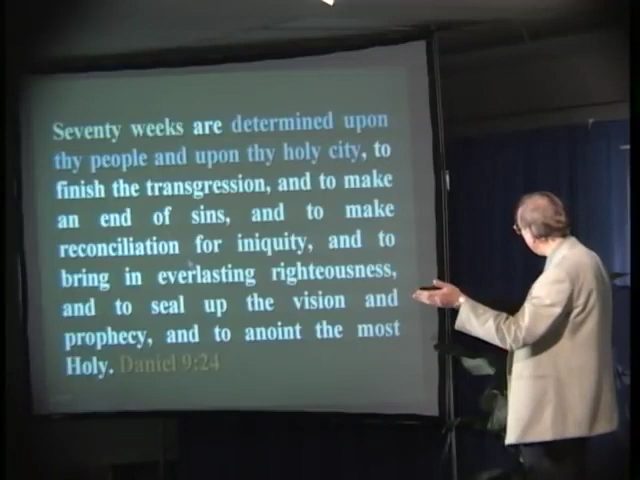 Seventy weeks are determined upon
thy people and upon thy holy city, to
finish the transgression, and to make
an end of sins, and to make
reconciliation for iniquity, and to
bring in everlasting righteousness,
and to seal up the vision and
prophecy, and to anoint the most
Holy. Daniel 9:24